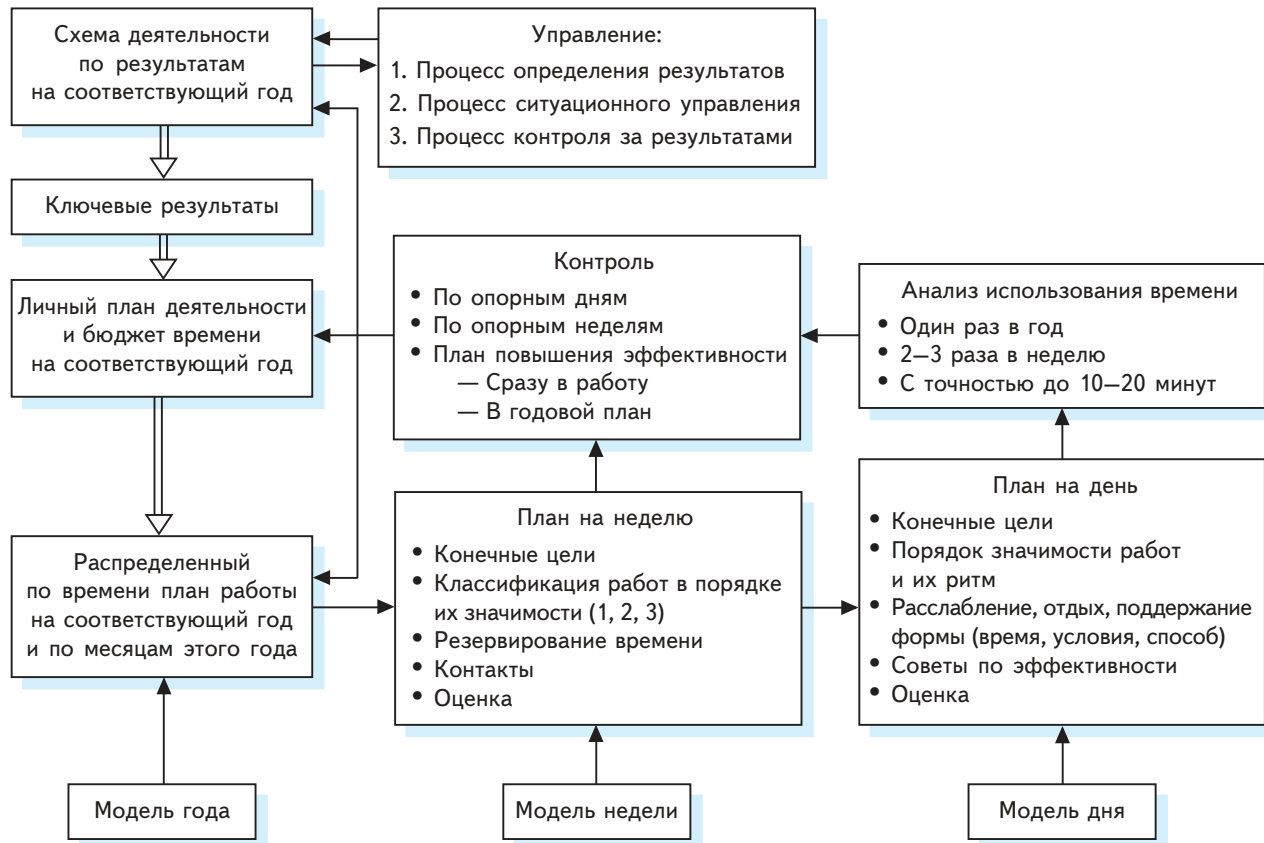 Схема деятельности
по результатам
на соответствующий год
Управление:
1. Процесс определения результатов
2. Процесс ситуационного управления
3. Процесс контроля за результатами
Ключевые результаты
Личный план деятельности
и бюджет времени
на соответствующий год
Контроль
• По опорным дням
• По опорным неделям
• План повышения эффективности
— Сразу в работу
— В годовой план
Анализ использования времени
• Один раз в год
• 2—3 раза в неделю
• С точностью до 10—20 минут
Распределенный
по времени план работы
на соответствующий год
и по месяцам этого года
План на неделю
• Конечные цели
• Классификация работ в порядке
их значимости (1, 2, 3)
• Резервирование времени
• Контакты
• Оценка
План на день
• Конечные цели
• Порядок значимости работ
и их ритм
• Расслабление, отдых, поддержание
формы (время, условия, способ)
• Советы по эффективности
• Оценка
Модель года
Модель недели
Модель дня